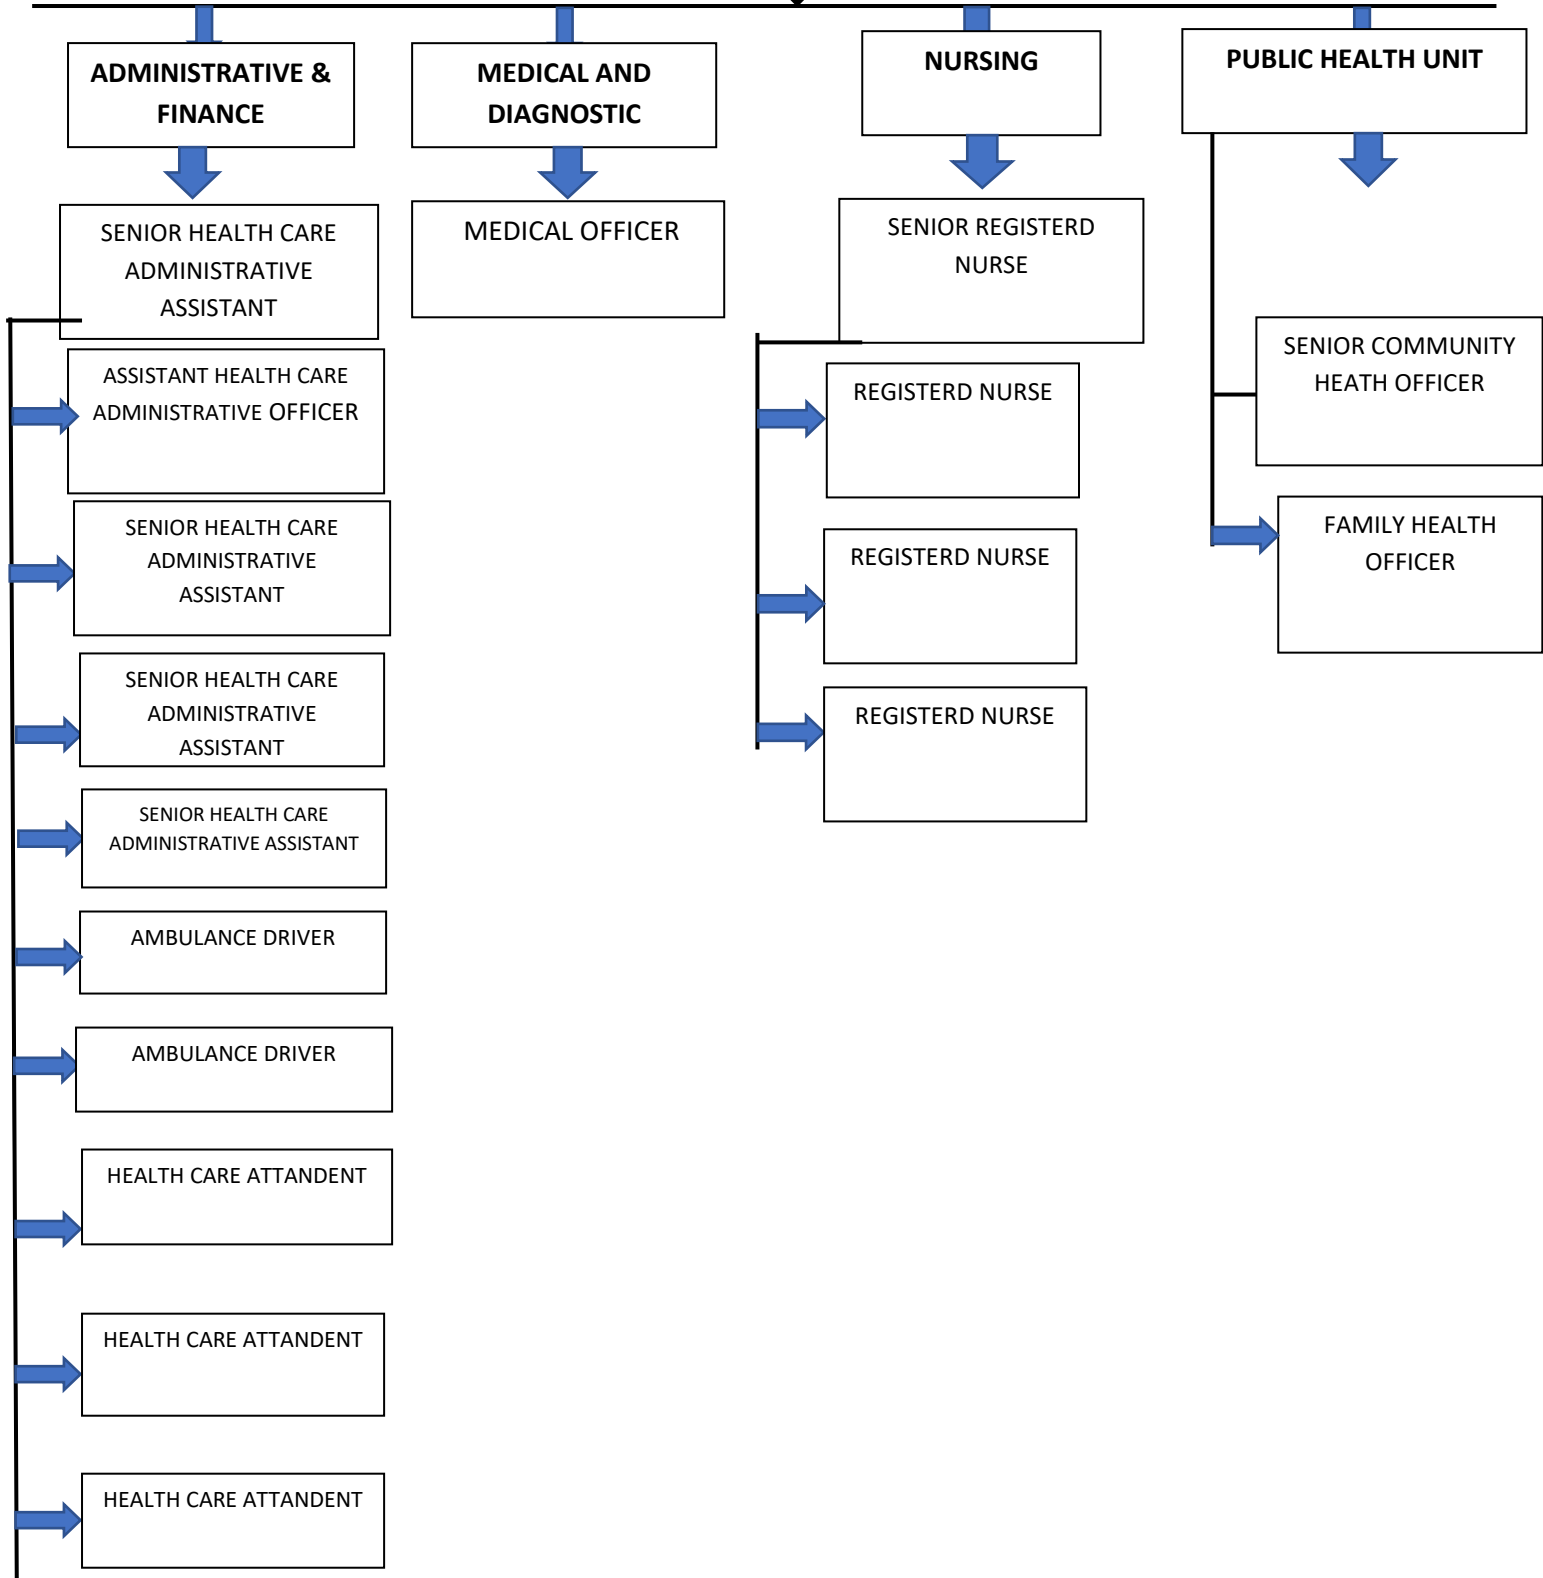 ADMINISTRATIVE &
FINANCE
MEDICAL AND
DIAGNOSTIC
NURSING
PUBLIC HEALTH UNIT
SENIOR HEALTH CARE
ADMINISTRATIVE
ASSISTANT
MEDICAL OFFICER
SENIOR REGISTERD
NURSE
SENIOR COMMUNITY
HEATH OFFICER
ASSISTANT HEALTH CARE
ADMINISTRATIVE OFFICER
REGISTERD NURSE
SENIOR HEALTH CARE
ADMINISTRATIVE
ASSISTANT
REGISTERD NURSE
FAMILY HEALTH
OFFICER
SENIOR HEALTH CARE
ADMINISTRATIVE
ASSISTANT
REGISTERD NURSE
SENIOR HEALTH CARE
ADMINISTRATIVE ASSISTANT
AMBULANCE DRIVER
AMBULANCE DRIVER
HEALTH CARE ATTANDENT
HEALTH CARE ATTANDENT
HEALTH CARE ATTANDENT